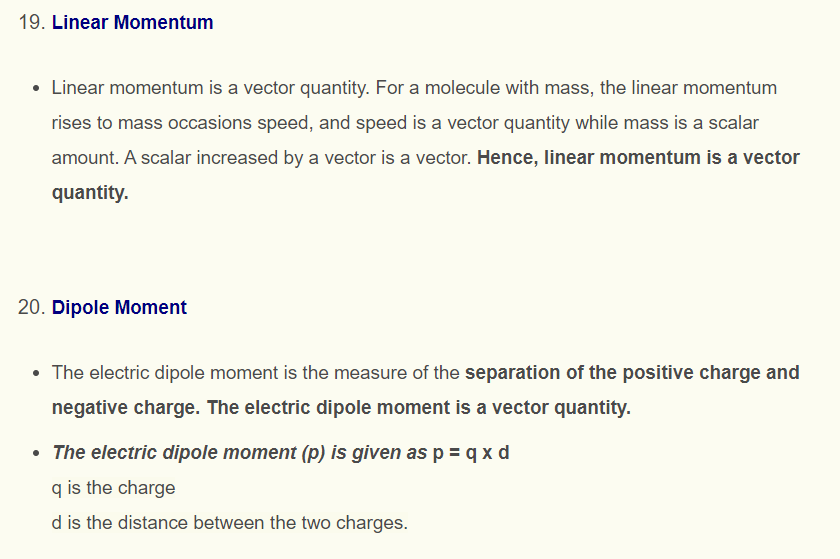 19. Linear Momentum
• Linear momentum is a vector quantity. For a molecule with mass, the linear momentum
rises to mass occasions speed, and speed is a vector quantity while mass is a scalar
amount. A scalar increased by a vector is a vector. Hence, linear momentum is a vector
quantity.
20. Dipole Moment
• The electric dipole moment is the measure of the separation of the positive charge and
negative charge. The electric dipole moment is a vector quantity.
• The electric dipole moment (p) is given as p = q x d
q is the charge
d is the distance between the two charges.